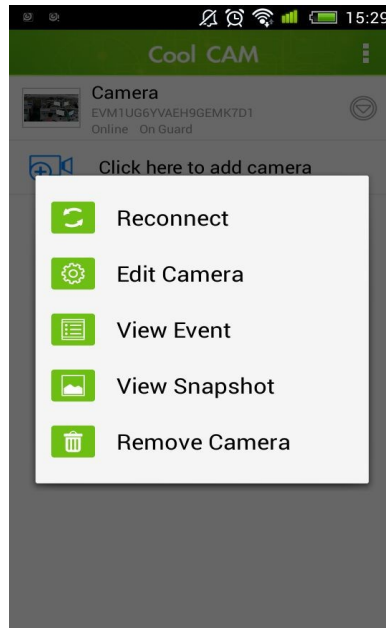 15:29
Cool CAM
Camera
EVM1UG6YVAEH9GEMK7D1
Online On Guard
Click here to add camera
Reconnect
Edit Camera
View Event
View Snapshot
Remove Camera